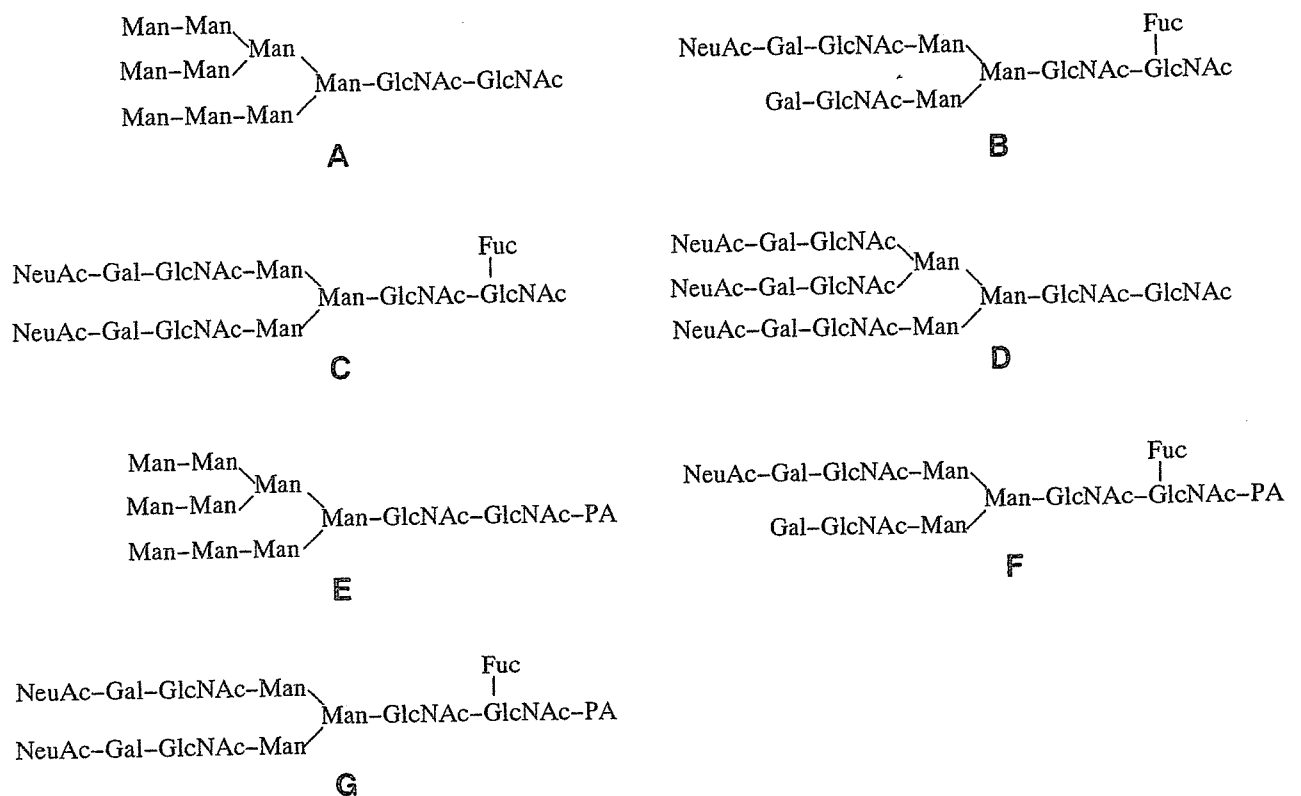 Man–Man
Man
Man–Man
Man–GlcNAc–GlcNAc
Man–Man–Man
A
Fuc
NeuAc–Gal–GlcNAc–Man
Man–GlcNAc–GlcNAc
Gal–GlcNAc–Man
B
Fuc
NeuAc–Gal–GlcNAc–Man
Man–GlcNAc–GlcNAc
NeuAc–Gal–GlcNAc–Man
C
NeuAc–Gal–GlcNAc
Man
NeuAc–Gal–GlcNAc
Man–GlcNAc–GlcNAc
NeuAc–Gal–GlcNAc–Man
D
Man–Man
Man
Man–Man
Man–GlcNAc–GlcNAc–PA
Man–Man–Man
E
Fuc
NeuAc–Gal–GlcNAc–Man
Man–GlcNAc–GlcNAc–PA
Gal–GlcNAc–Man
F
Fuc
NeuAc–Gal–GlcNAc–Man
Man–GlcNAc–GlcNAc–PA
NeuAc–Gal–GlcNAc–Man
G